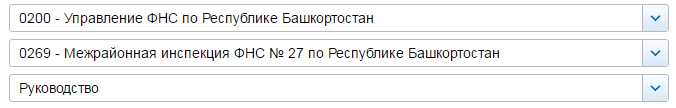 0200 - Управление ФНС по Республике Башкортостан
0269 - Межрайонная инспекция ФНС № 27 по Республике Башкортостан
Руководство